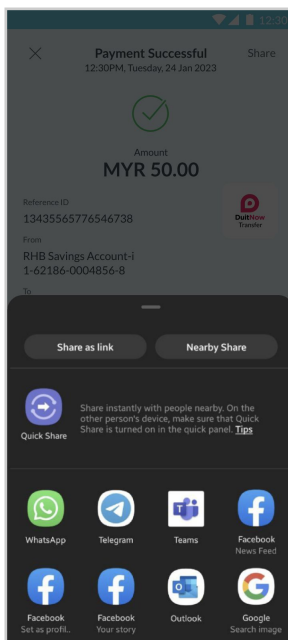 12:30
Payment Successful
Share
12:30PM, Tuesday, 24 Jan 2023
Amount
MYR 50.00
Reference ID
13435565776546738
DuitNow
Transfer
From
RHB Savings Account-i
1-62186-0004856-8
To
Share as link
Nearby Share
Quick Share
Share instantly with people nearby. On the
other person's device, make sure that Quick
Share is turned on in the quick panel. Tips
WhatsApp
Telegram
Teams
Facebook
News Feed
Facebook
Set as profil..
Facebook
Your story
Outlook
Google
Search image